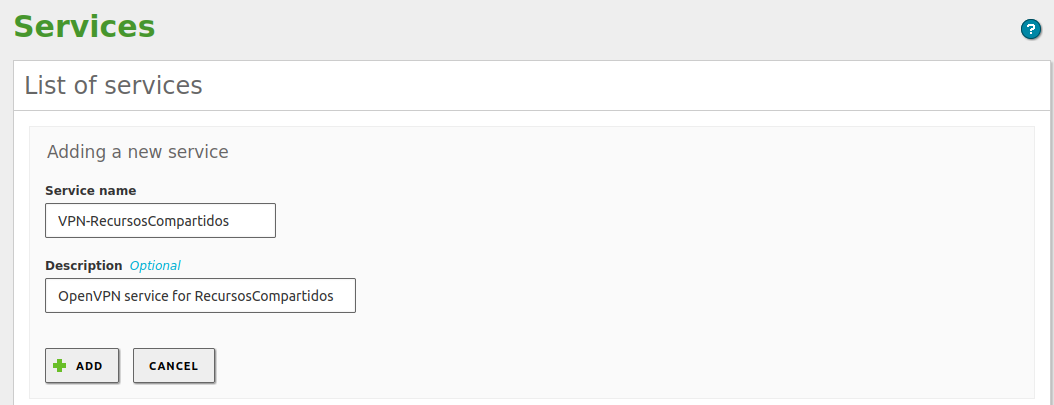 Services
?
List of services
Adding a new service
Service name
VPN-RecursosCompartidos
Description Optional
OpenVPN service for RecursosCompartidos
ADD CANCEL